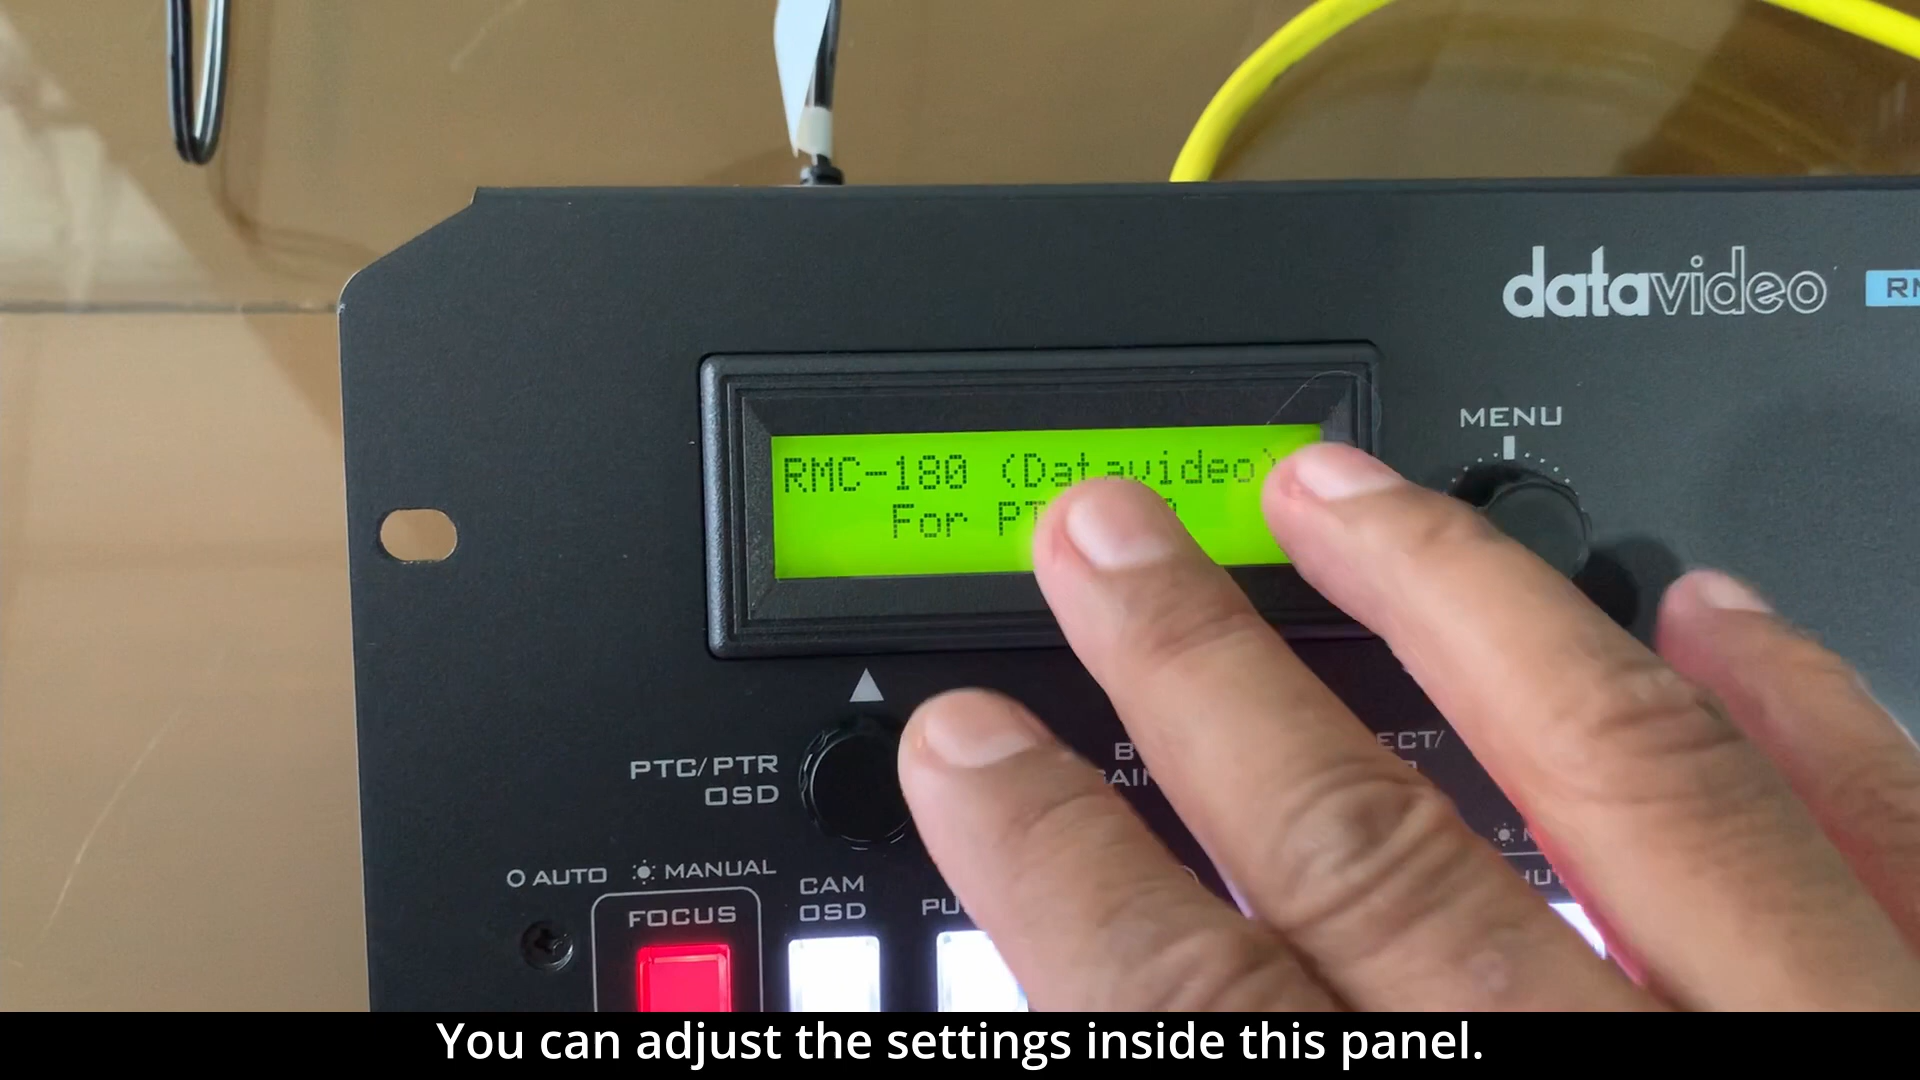 datavideo
MENU
RMC-180 (Datavideo)
For
PTC/PTR
OSD
AUTO MANUAL
CAM
OSD
FOCUS
You can adjust the settings inside this panel.